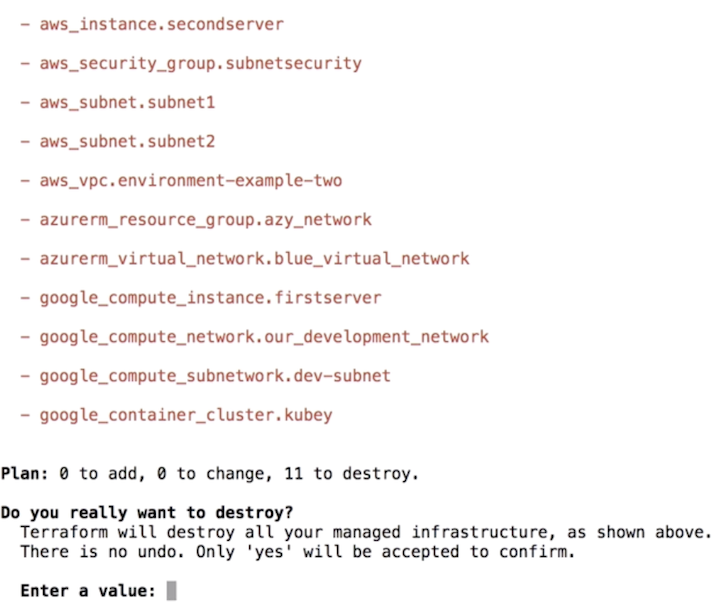 - aws_instance.secondserver
- aws_security_group.subnetsecurity
- aws_subnet.subnet1
- aws_subnet.subnet2
- aws_vpc.environment-example-two
- azurerm_resource_group.azy_network
- azurerm_virtual_network.blue_virtual_network
- google_compute_instance.firstserver
- google_compute_network.our_development_network
- google_compute_subnetwork.dev-subnet
- google_container_cluster.kubey
Plan: 0 to add, 0 to change, 11 to destroy.
Do you really want to destroy?
Terraform will destroy all your managed infrastructure, as shown above.
There is no undo. Only 'yes' will be accepted to confirm.
Enter a value: